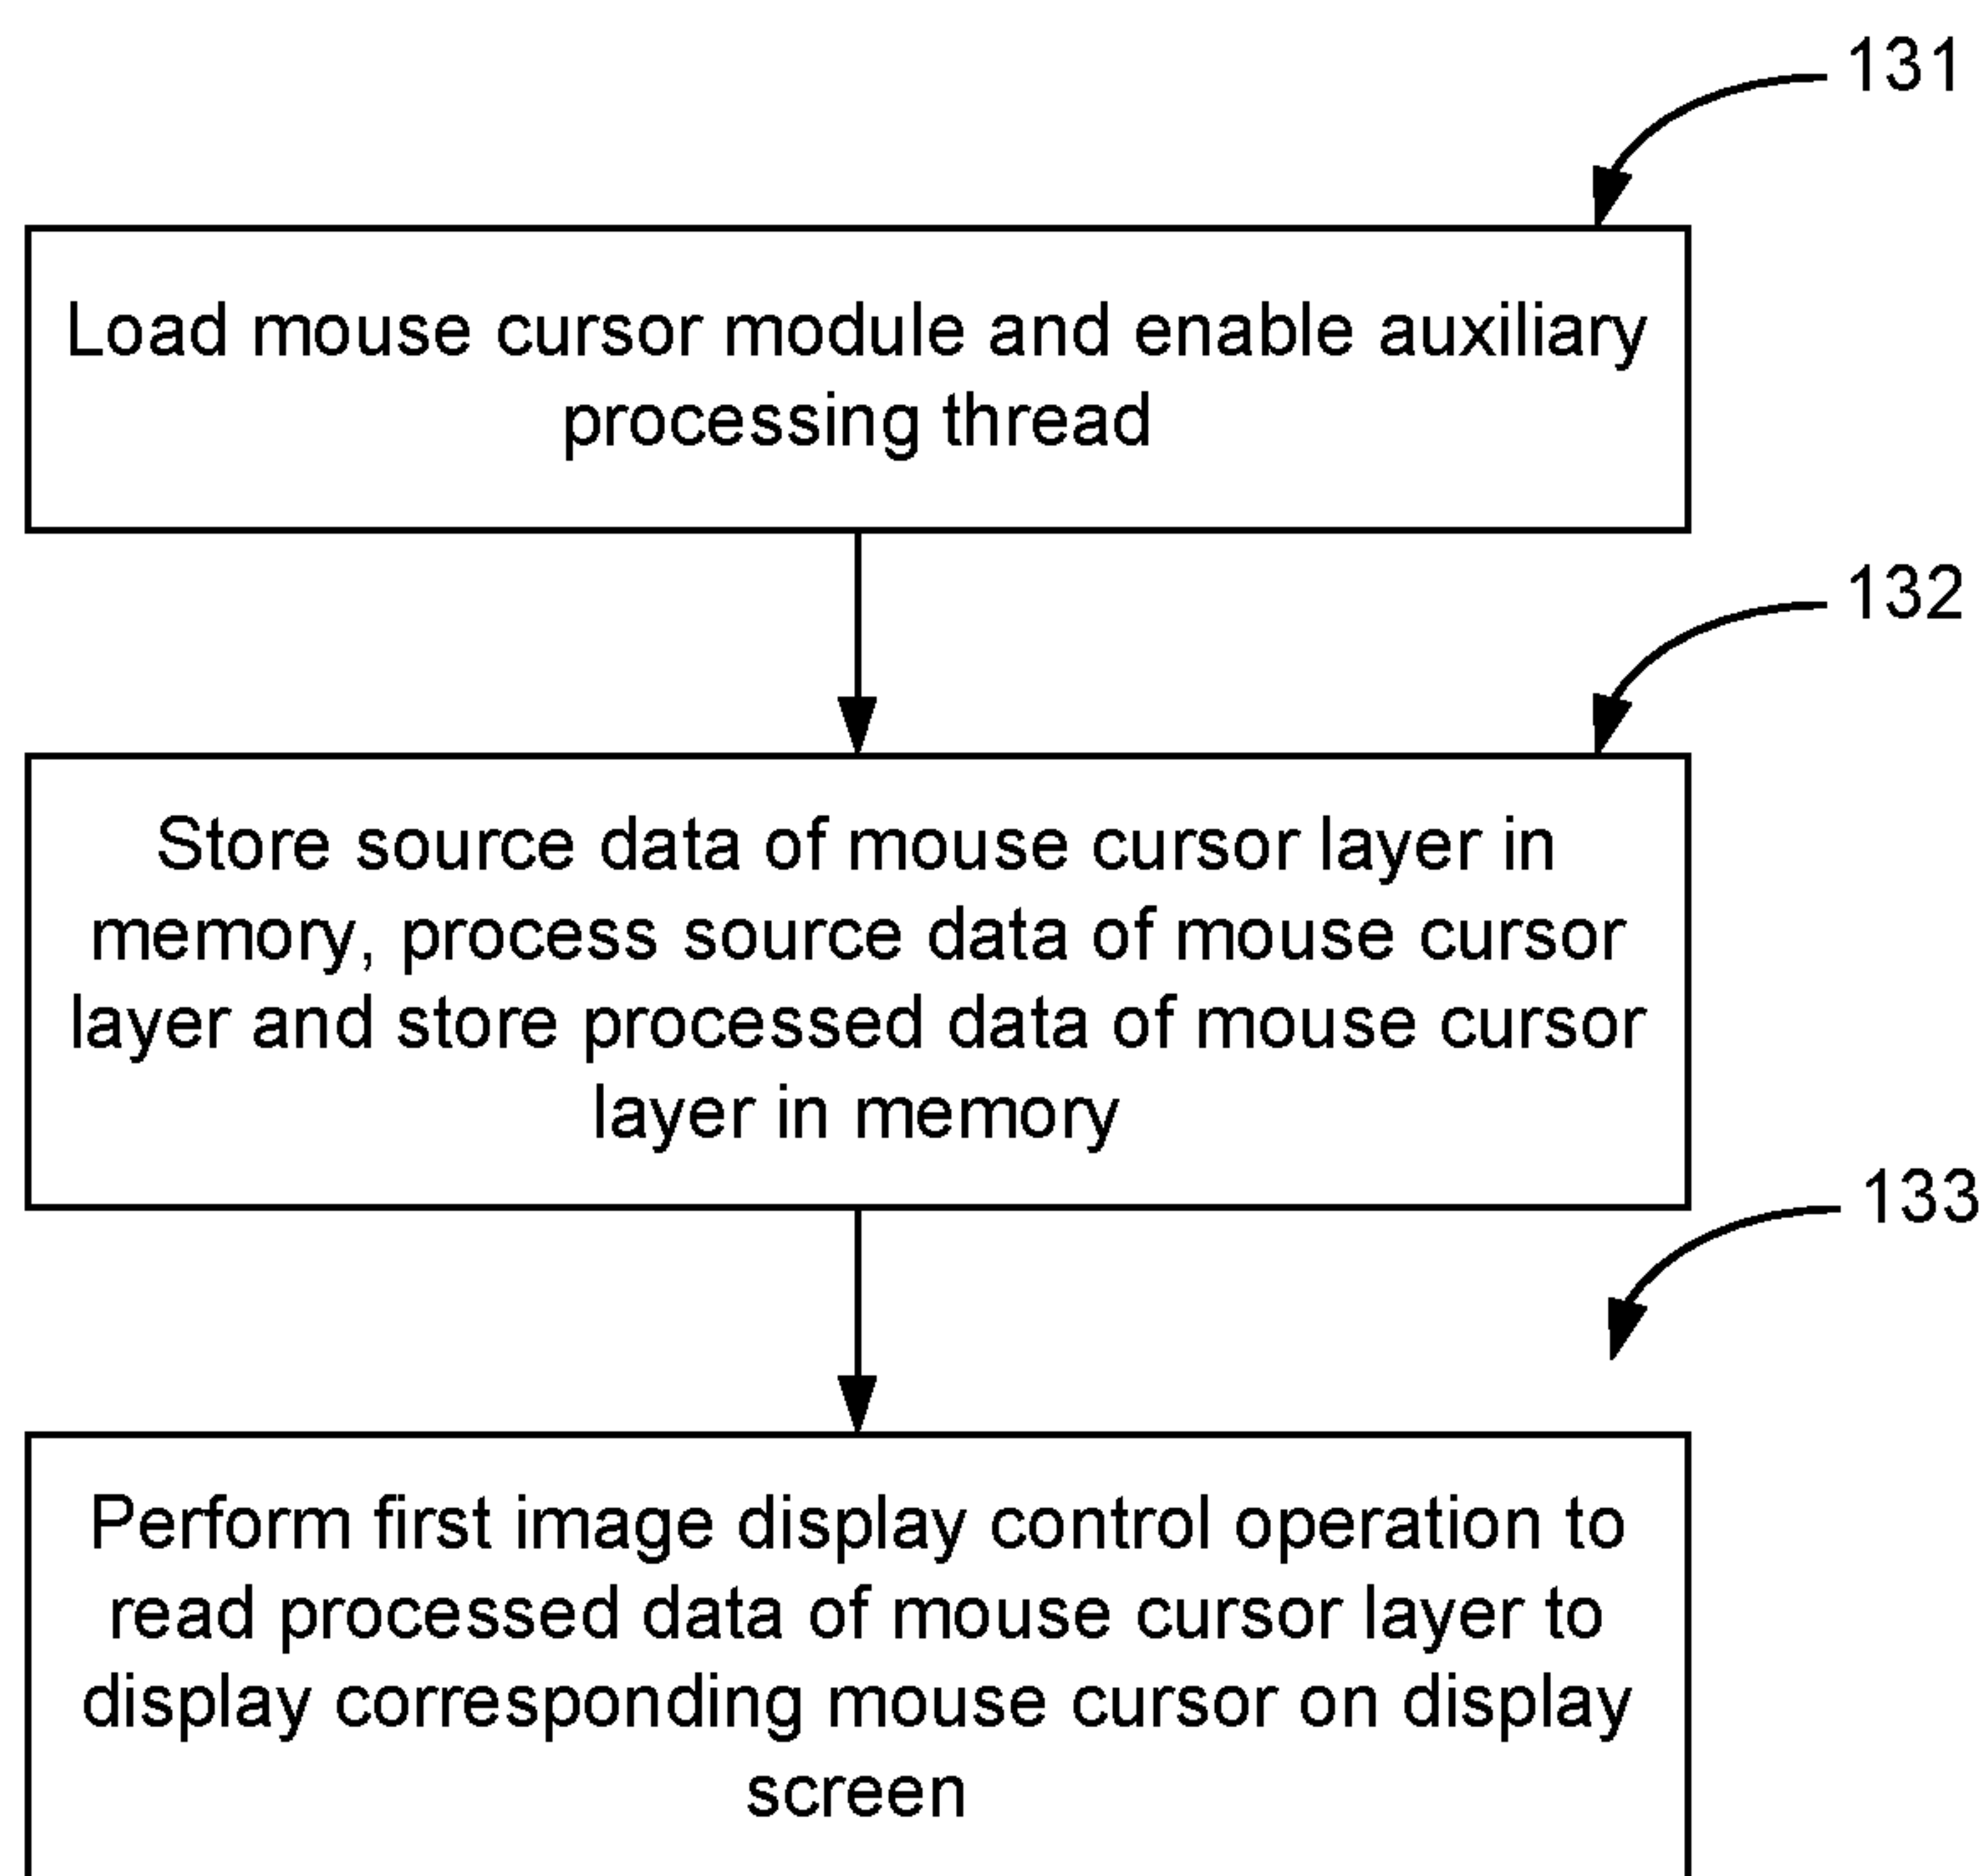 131
Load mouse cursor module and enable auxiliary
processing thread
132
Store source data of mouse cursor layer in
memory, process source data of mouse cursor
layer and store processed data of mouse cursor
layer in memory
133
Perform first image display control operation to
read processed data of mouse cursor layer to
display corresponding mouse cursor on display
screen